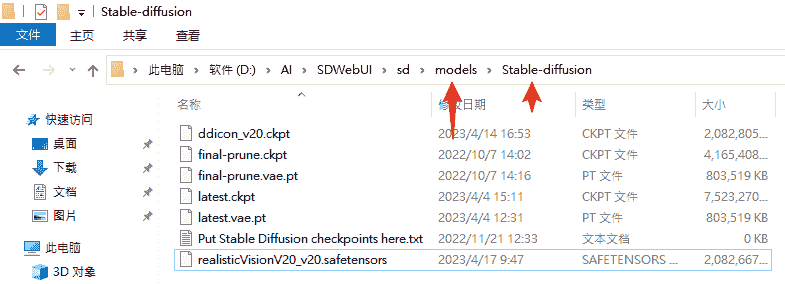 Stable-diffusion
文件 主页 共享 查看
此电脑 软件 (D:) AI SDWebUI sd models Stable-diffusion
名称 修改日期 类型 大小
快速访问
桌面
下载
文档
图片
此电脑
3D 对象
ddicon_v20.ckpt 2023/4/14 16:53 CKPT 文件 2,082,805...
final-prune.ckpt 2022/10/7 14:02 CKPT 文件 4,165,408...
final-prune.vae.pt 2022/10/7 14:16 PT 文件 803,519 KB
latest.ckpt 2023/4/4 15:11 CKPT 文件 7,523,270...
latest.vae.pt 2023/4/4 12:31 PT 文件 803,519 KB
Put Stable Diffusion checkpoints here.txt 2022/11/21 12:33 文本文档 0 KB
realisticVisionV20_v20.safetensors 2023/4/17 9:47 SAFETENSORS ... 2,082,667...